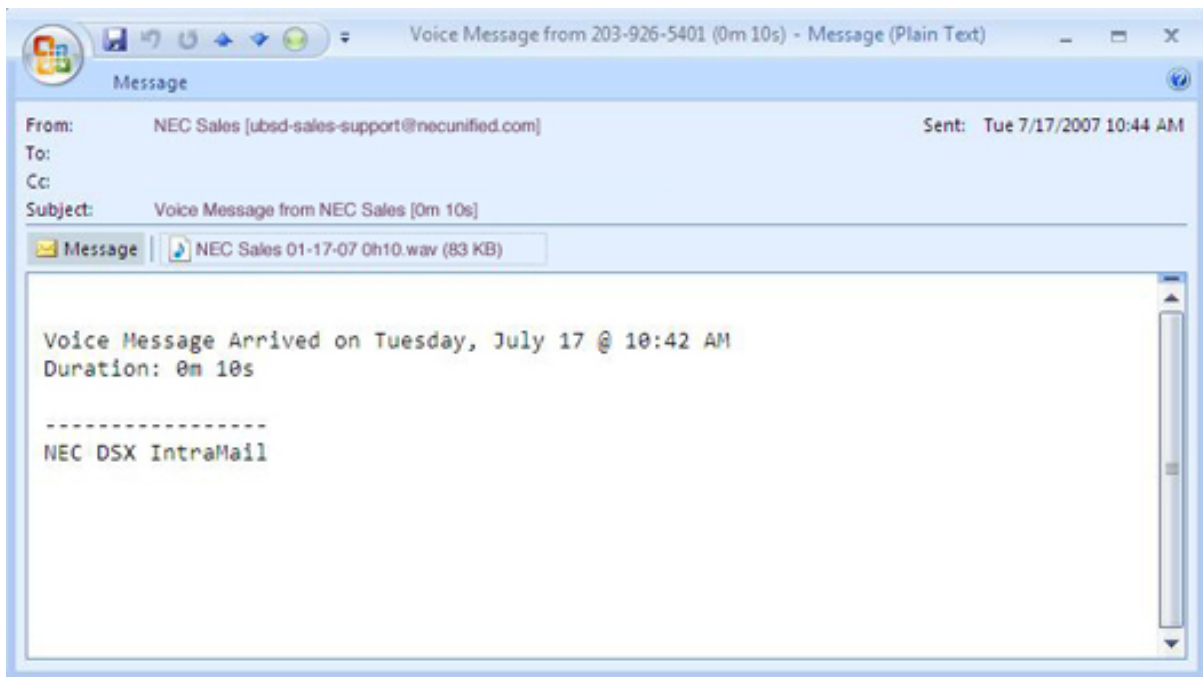 Voice Message from 203-926-5401 (0m 10s) - Message (Plain Text)
Message
From: NEC Sales [ubsd-sales-support@necunified.com] Sent: Tue 7/17/2007 10:44 AM
To:
Cc:
Subject: Voice Message from NEC Sales [0m 10s]
Message NEC Sales 01-17-07 0h10.wav (83 KB)
Voice Message Arrived on Tuesday, July 17 @ 10:42 AM
Duration: 0m 10s
-----------------
NEC DSX IntraMail